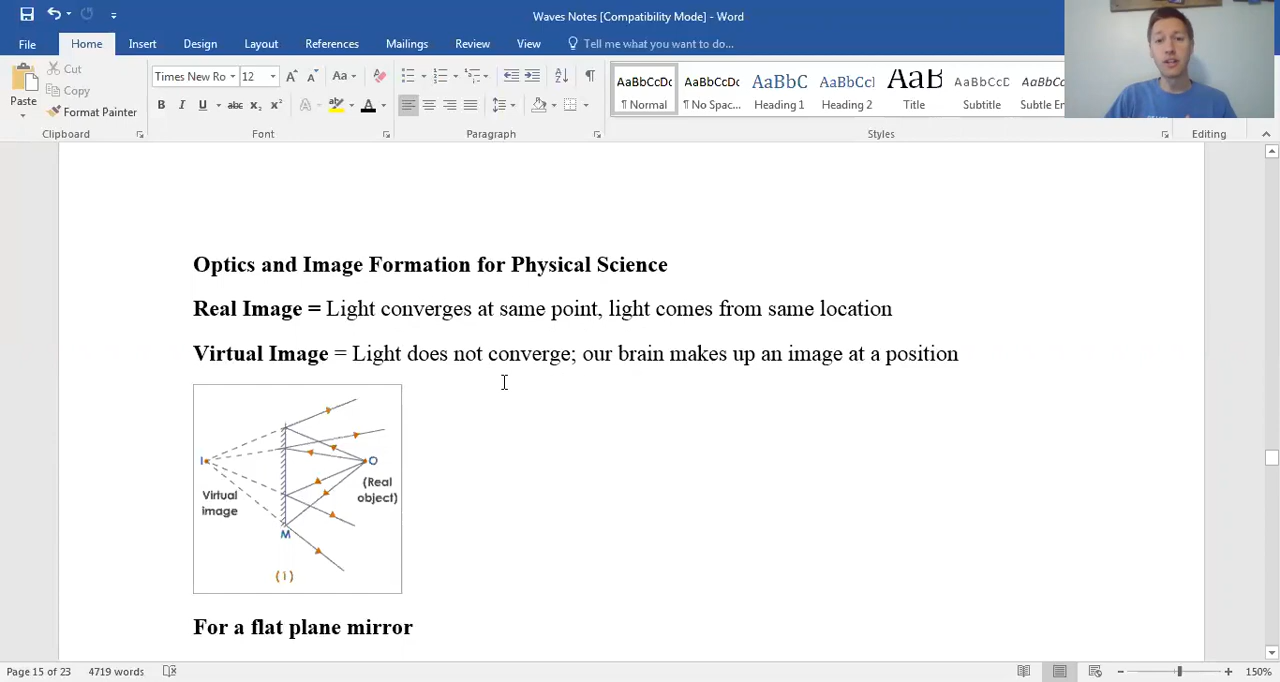 Waves Notes [Compatibility Mode] - Word
File Home Insert Design Layout References Mailings Review View Tell me what you want to do...
Paste
Cut
Copy
Format Painter
Clipboard
Times New Ro 12
Aa
B I U abc x₂ x²
A
Font
Paragraph
AaBbCcDc AaBbCcDc AaBbC AaBbCcI AaB AaBbCcD AaBbCc
¶ Normal ¶ No Spac... Heading 1 Heading 2 Title Subtitle Subtle En
Styles
Editing
Optics and Image Formation for Physical Science
Real Image = Light converges at same point, light comes from same location
Virtual Image = Light does not converge; our brain makes up an image at a position
I
O
Virtual
image
(Real
object)
M
(i)
For a flat plane mirror
Page 15 of 23 4719 words
150%